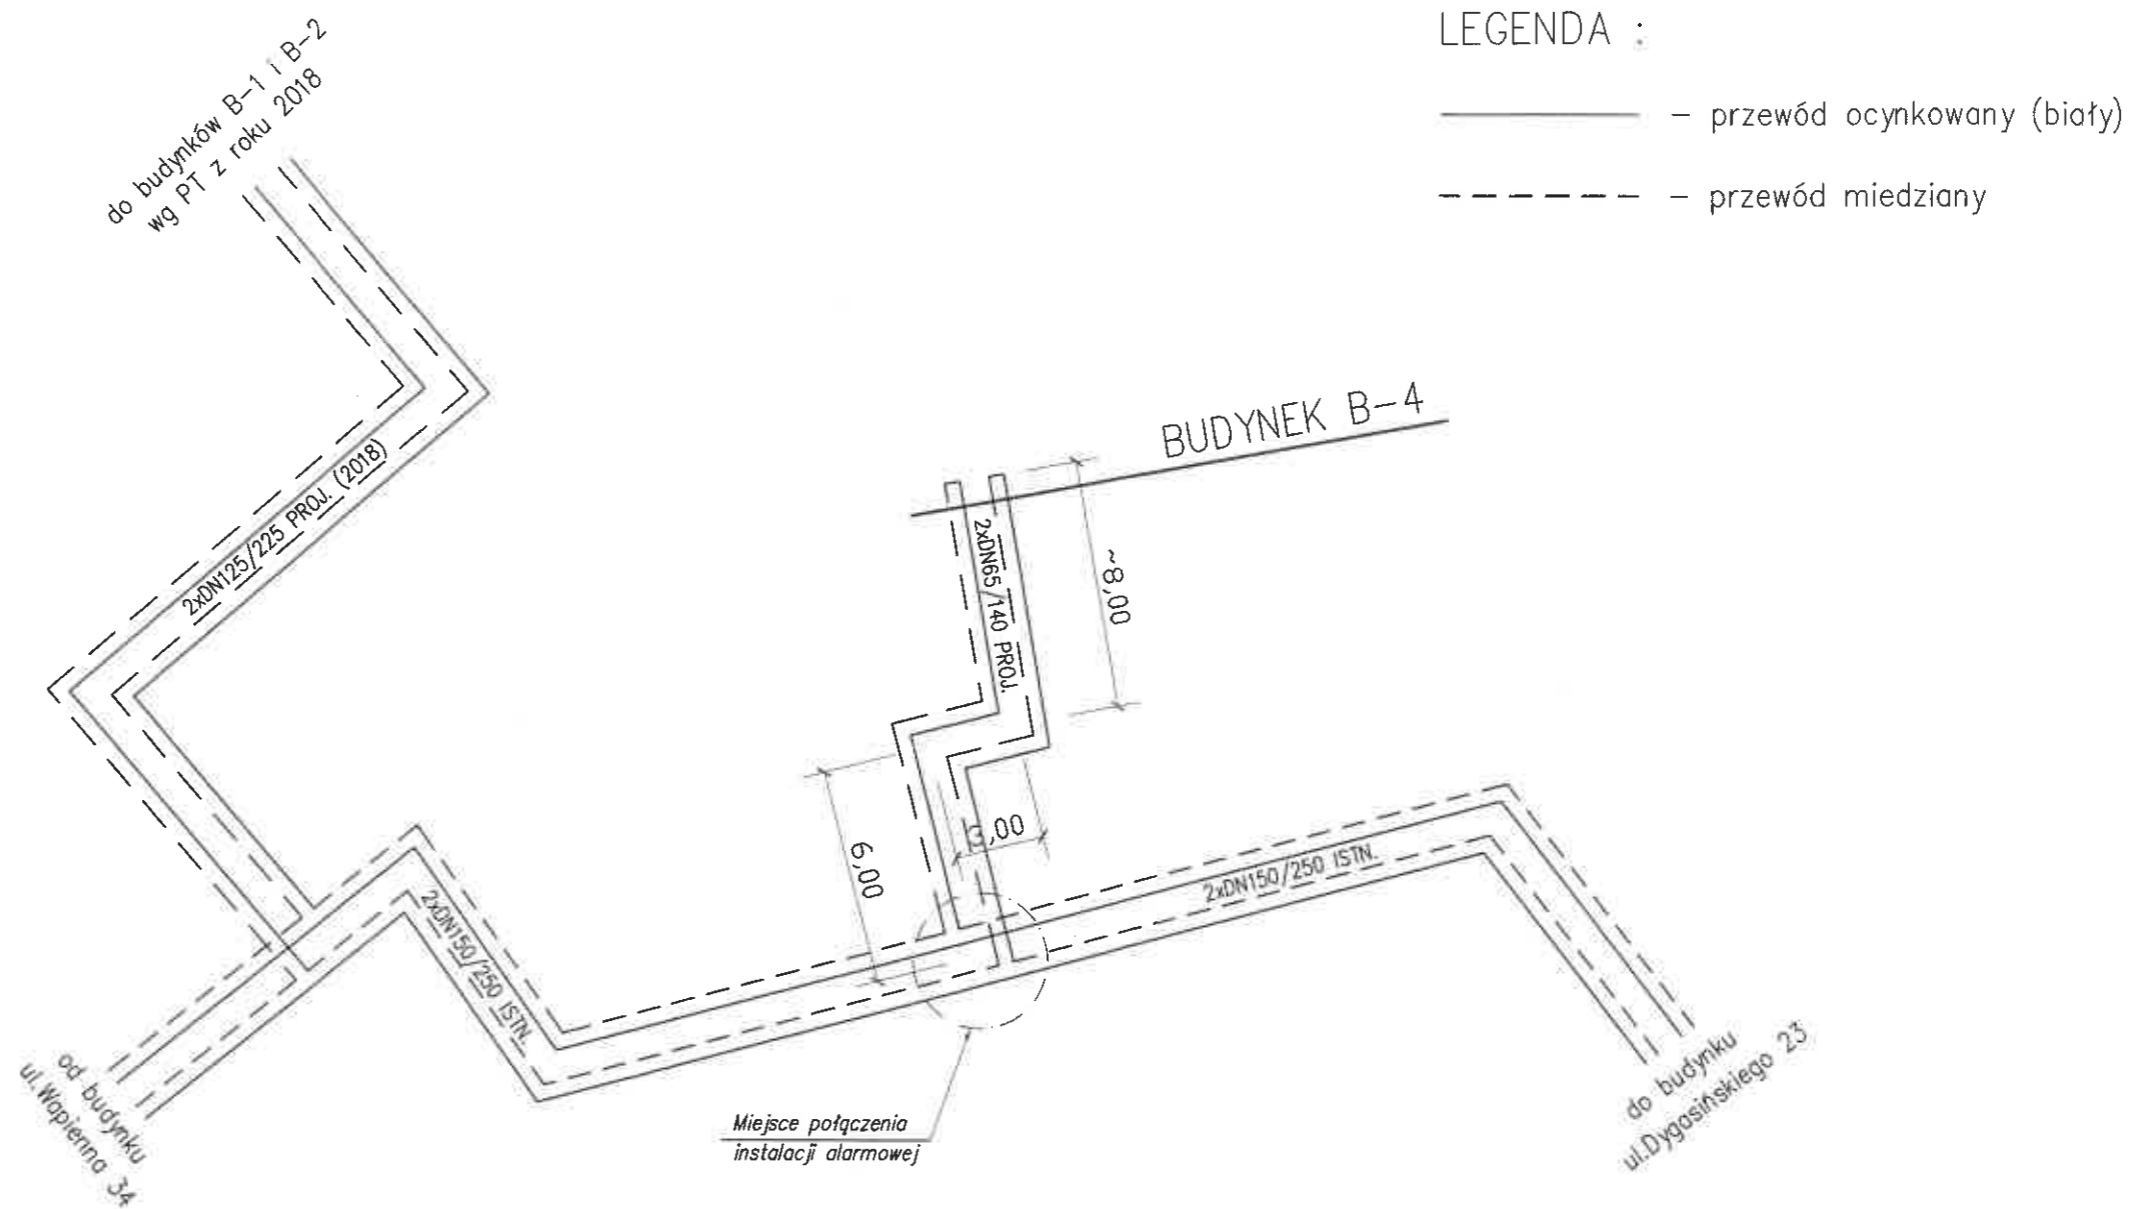 LEGENDA :
– przewód ocynkowany (biały)
– przewód miedziany
do budynków B-1 i B-2
wg PT z roku 2018
2xDN125/225 PROJ. (2018)
BUDYNEK B-4
2xDN65/140 PROJ.
~8,00
3,00
6,00
2xDN150/250 ISTN.
2xDN150/250 ISTN.
od budynku
ul.Wapienna 34
Miejsce połączenia
instalacji alarmowej
do budynku
ul.Dygasińskiego 23